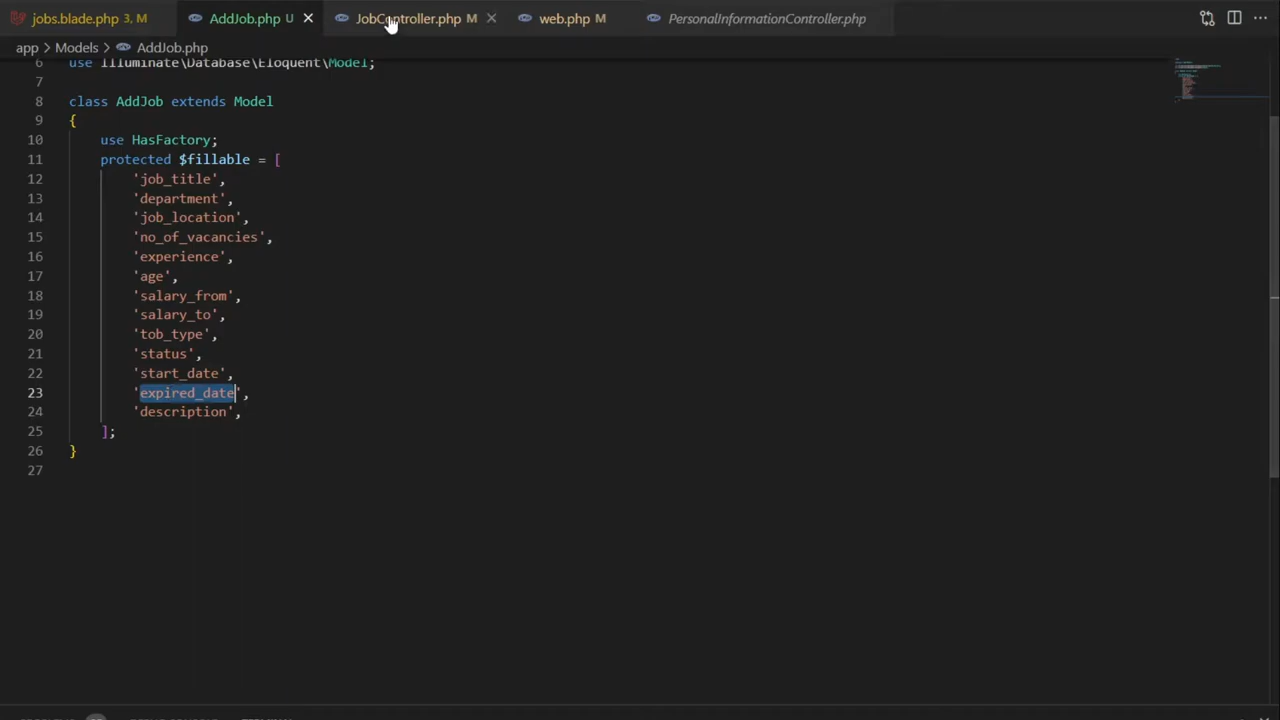 jobs.blade.php 3, M AddJob.php U JobController.php M web.php M PersonalInformationController.php
app > Models > AddJob.php
6 use Illuminate\Database\Eloquent\Model;
7
8 class AddJob extends Model
9 {
10 use HasFactory;
11 protected $fillable = [
12 'job_title',
13 'department',
14 'job_location',
15 'no_of_vacancies',
16 'experience',
17 'age',
18 'salary_from',
19 'salary_to',
20 'tob_type',
21 'status',
22 'start_date',
23 'expired_date',
24 'description',
25 ];
26 }
27